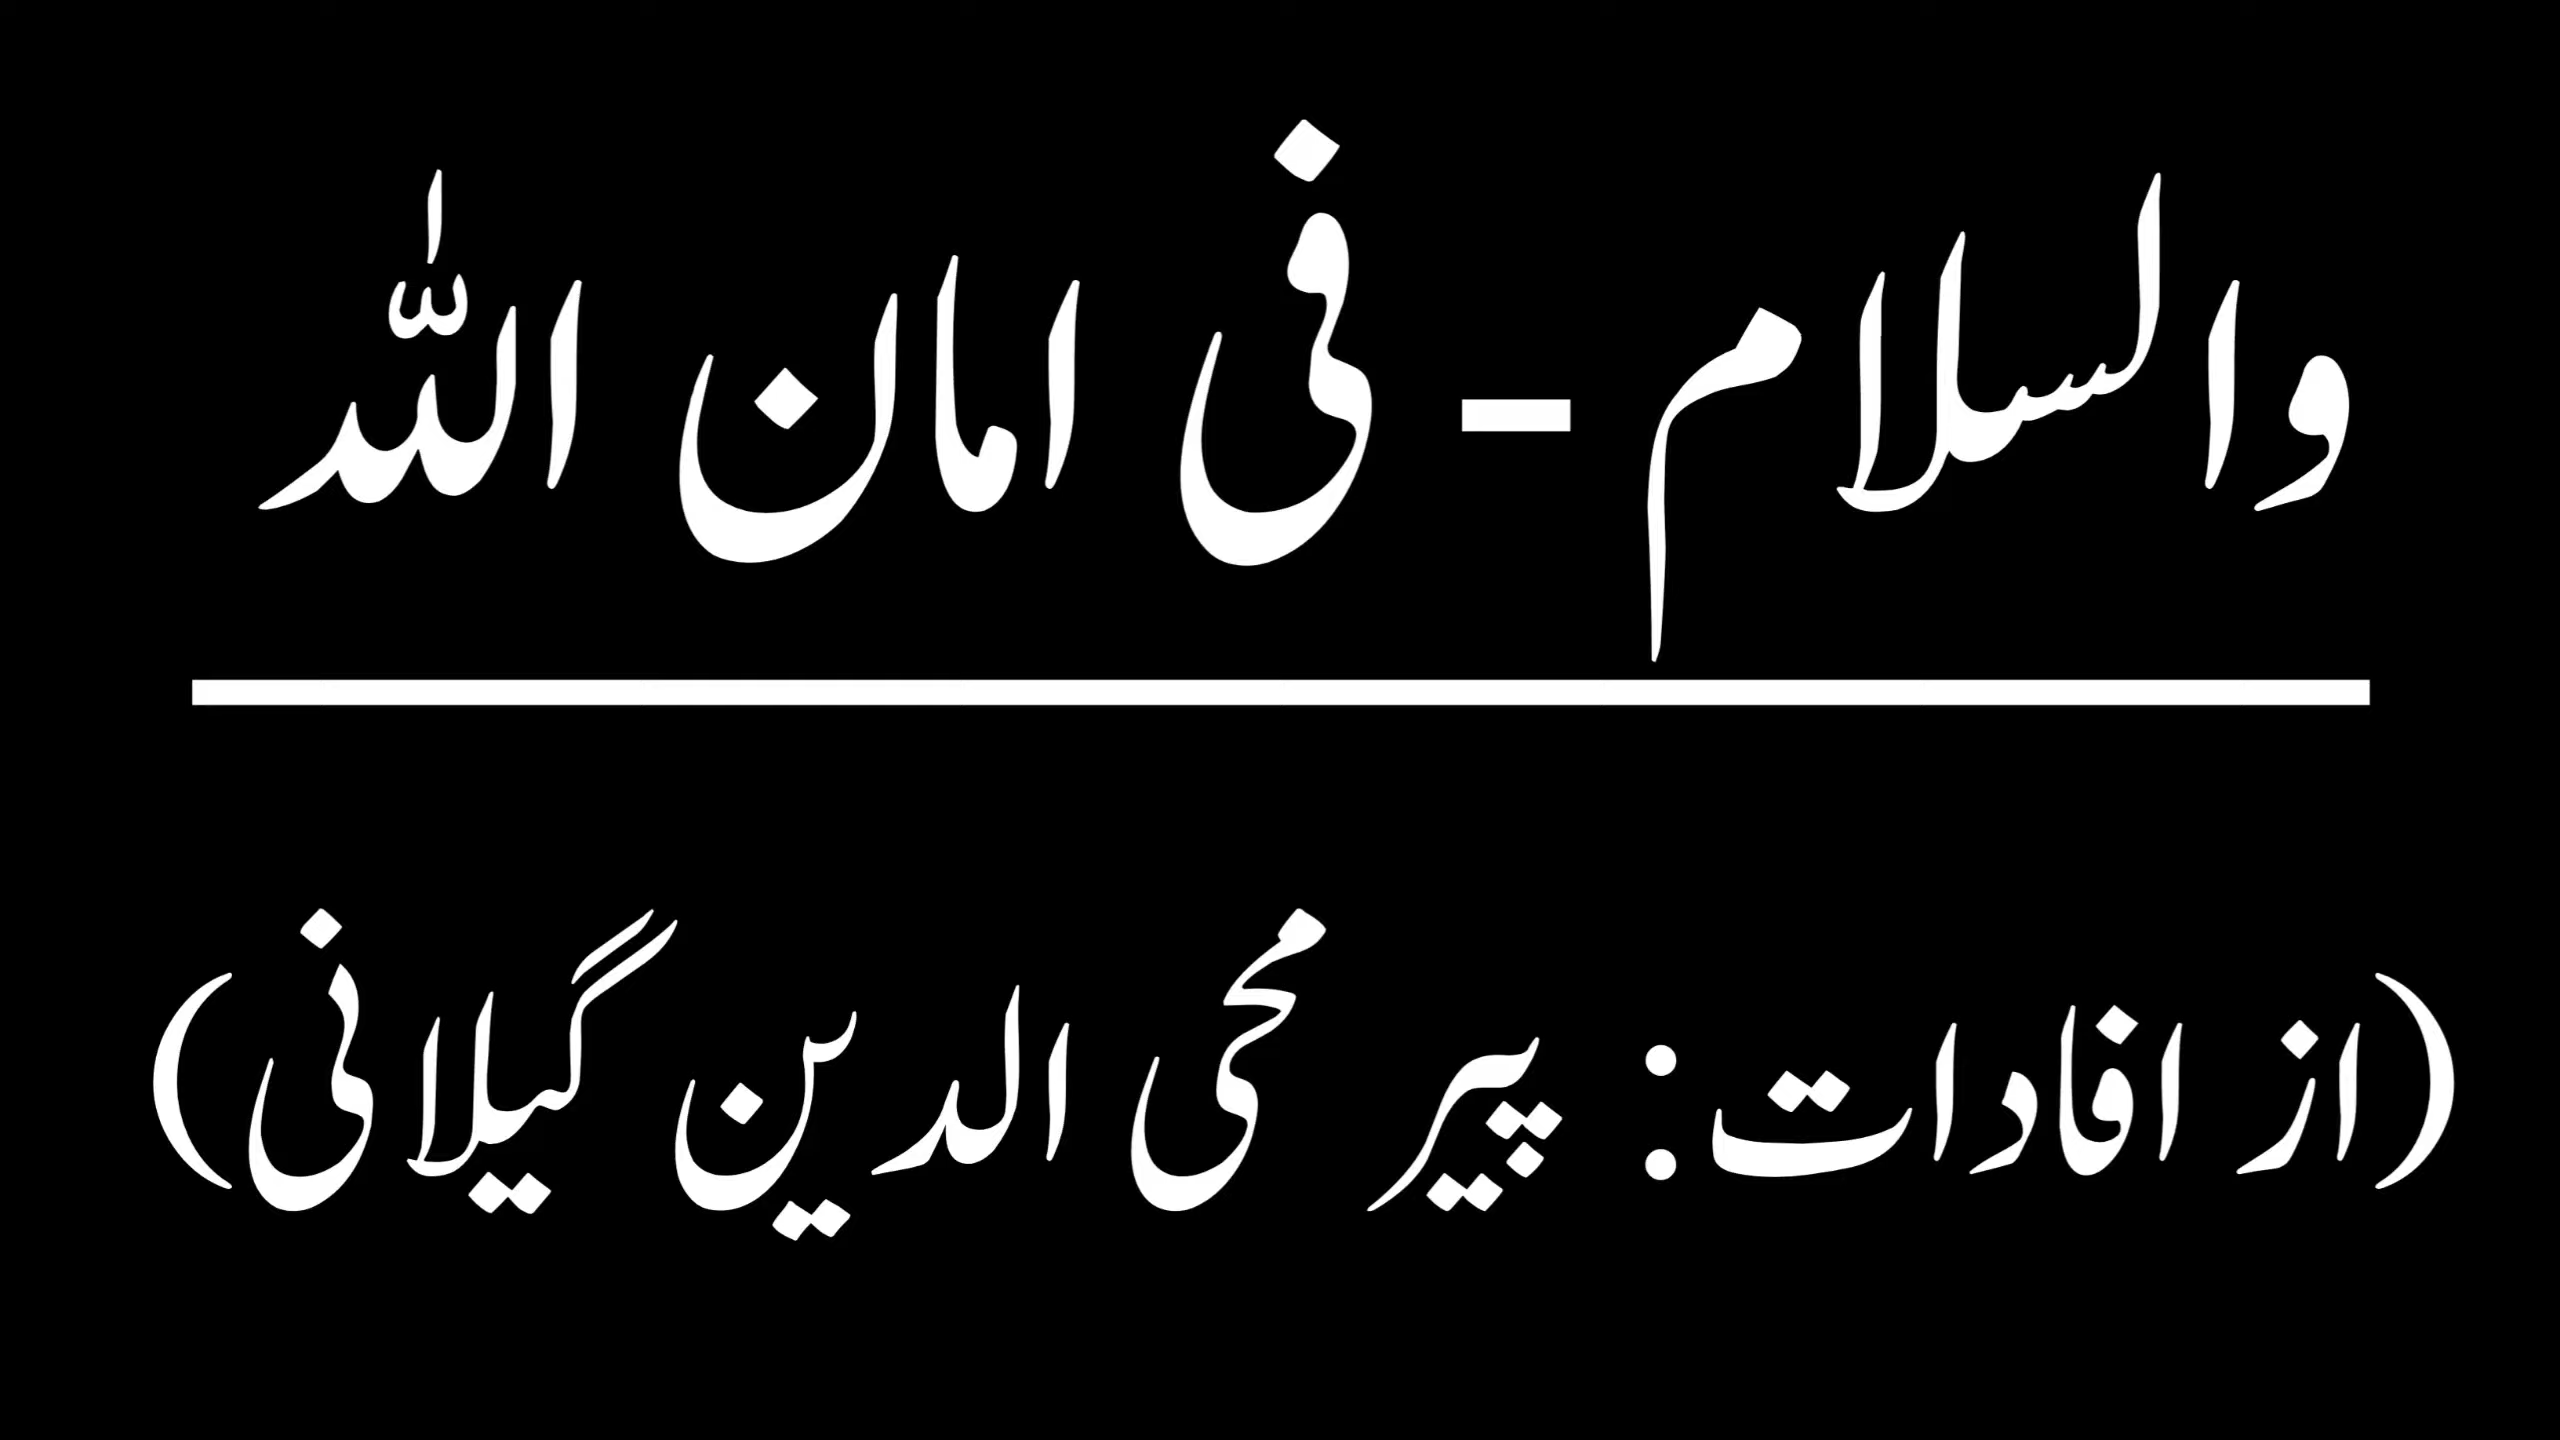 والسلام - فی امان اللہ
(از افادات: پیر محی الدین گیلانی)